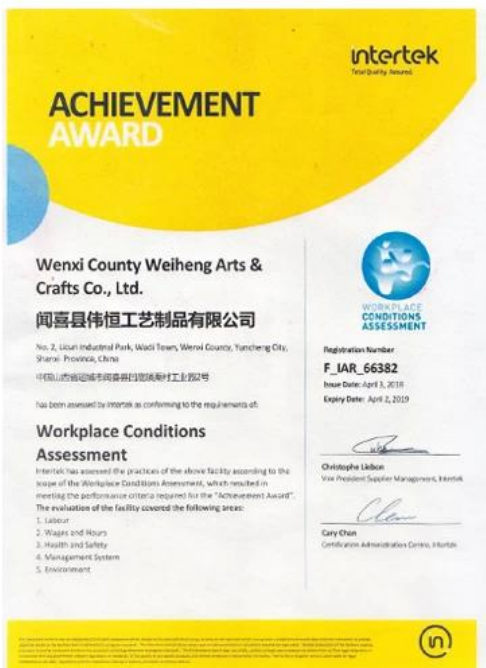 intertek
Total Quality. Assured.
ACHIEVEMENT
AWARD
Wenxi County Weiheng Arts &
Crafts Co., Ltd.
闻喜县伟恒工艺制品有限公司
No. 2, Licun Industrial Park, Wadi Town, Wenxi County, Yuncheng City,
Shanxi Province, China
has been assessed by Intertek as conforming to the requirements of:
Workplace Conditions
Assessment
Intertek has assessed the practices of the above facility according to the
scope of the Workplace Conditions Assessment, which resulted in
meeting the performance criteria required for the "Achievement Award".
The evaluation of the facility covered the following areas:
1. Labour
2. Wages and Hours
3. Health and Safety
4. Management System
5. Environment
WORKPLACE
CONDITIONS
ASSESSMENT
Registration Number
F_IAR_66382
Issue Date: April 3, 2018
Expiry Date: April 2, 2019
Christophe Liebon
Vice President Supplier Management, Intertek
Cary Chan
Certification Administration Centre, Intertek
in